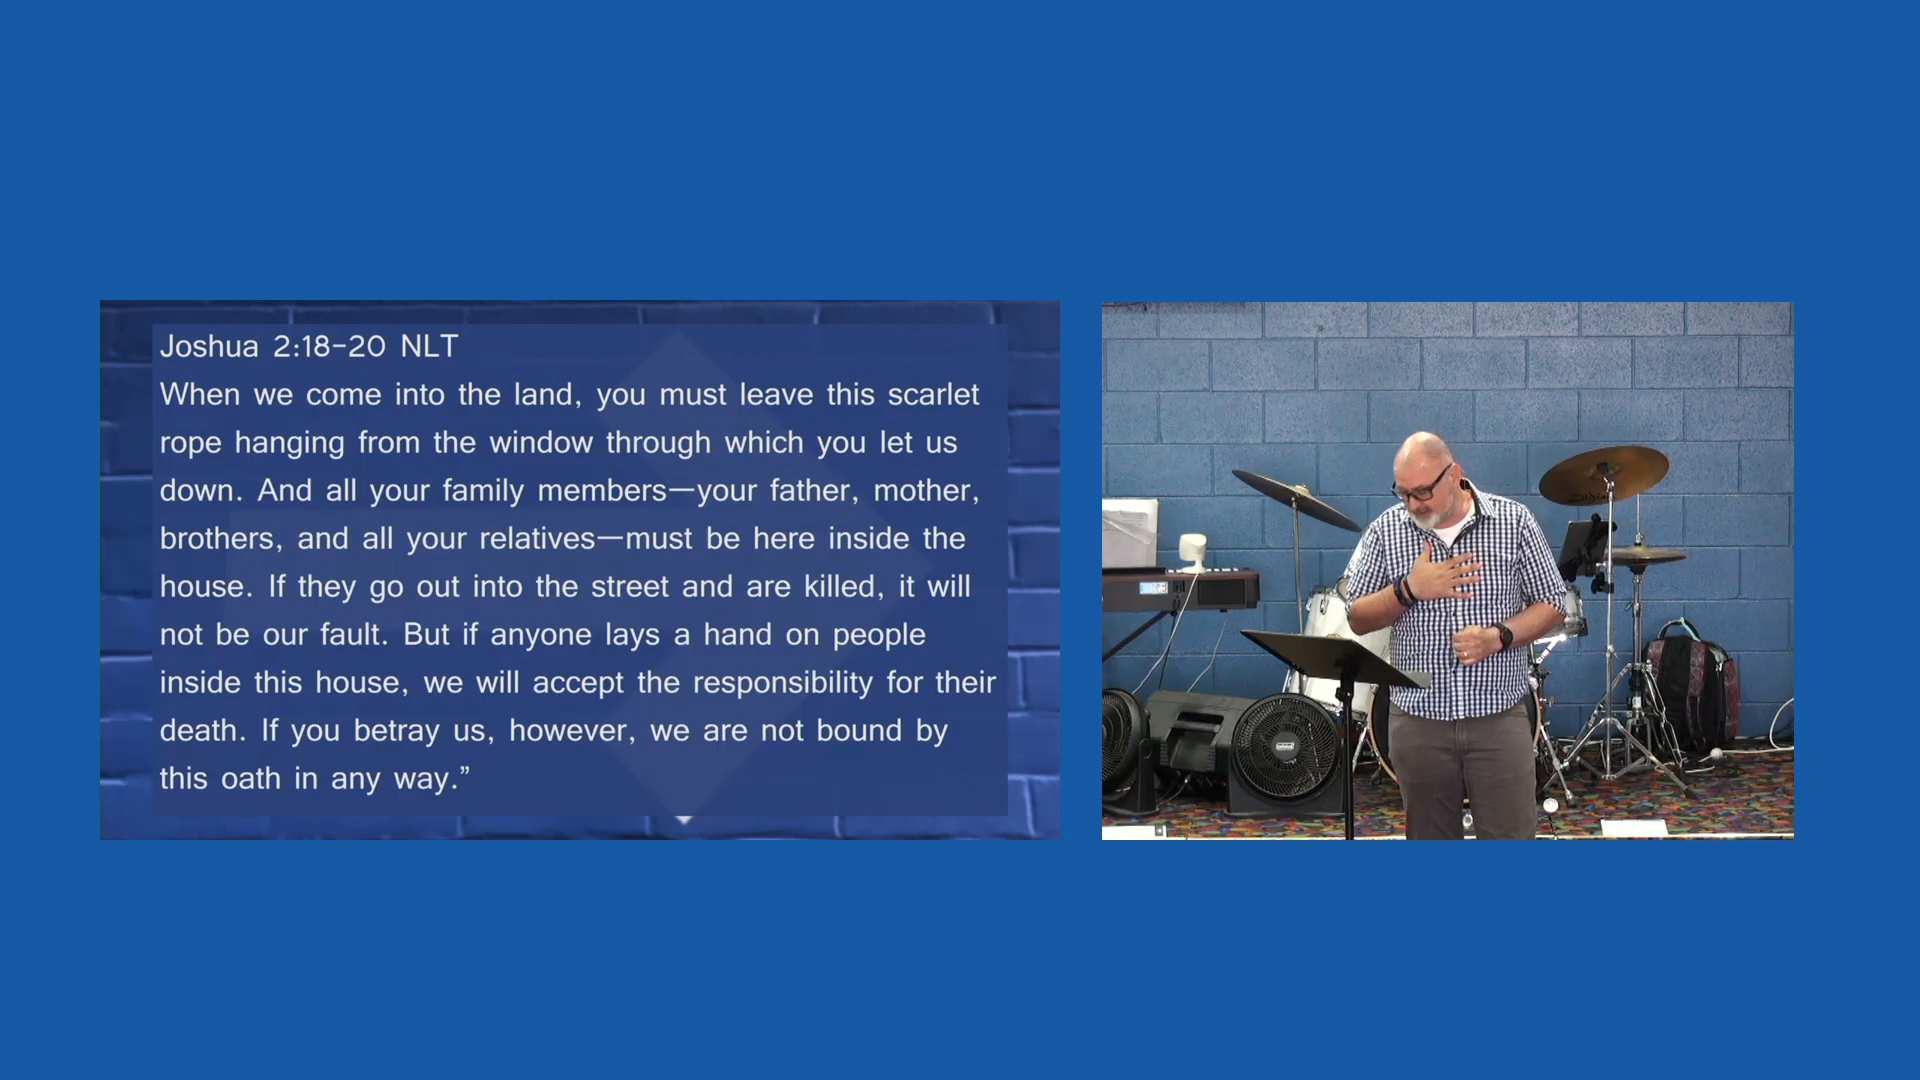 Joshua 2:18-20 NLT
When we come into the land, you must leave this scarlet
rope hanging from the window through which you let us
down. And all your family members—your father, mother,
brothers, and all your relatives—must be here inside the
house. If they go out into the street and are killed, it will
not be our fault. But if anyone lays a hand on people
inside this house, we will accept the responsibility for their
death. If you betray us, however, we are not bound by
this oath in any way.”